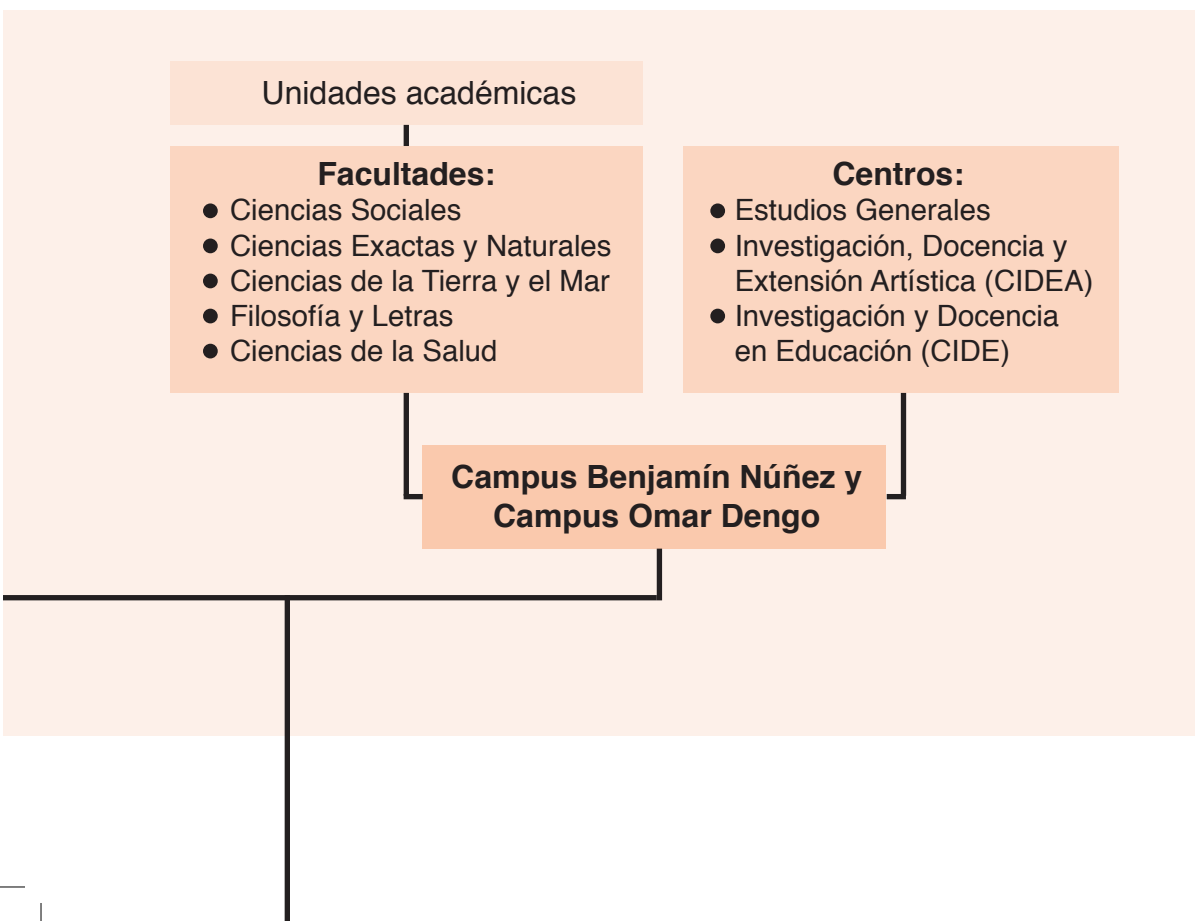 Unidades académicas
Facultades:
● Ciencias Sociales
● Ciencias Exactas y Naturales
● Ciencias de la Tierra y el Mar
● Filosofía y Letras
● Ciencias de la Salud
Centros:
● Estudios Generales
● Investigación, Docencia y
Extensión Artística (CIDEA)
● Investigación y Docencia
en Educación (CIDE)
Campus Benjamín Núñez y
Campus Omar Dengo